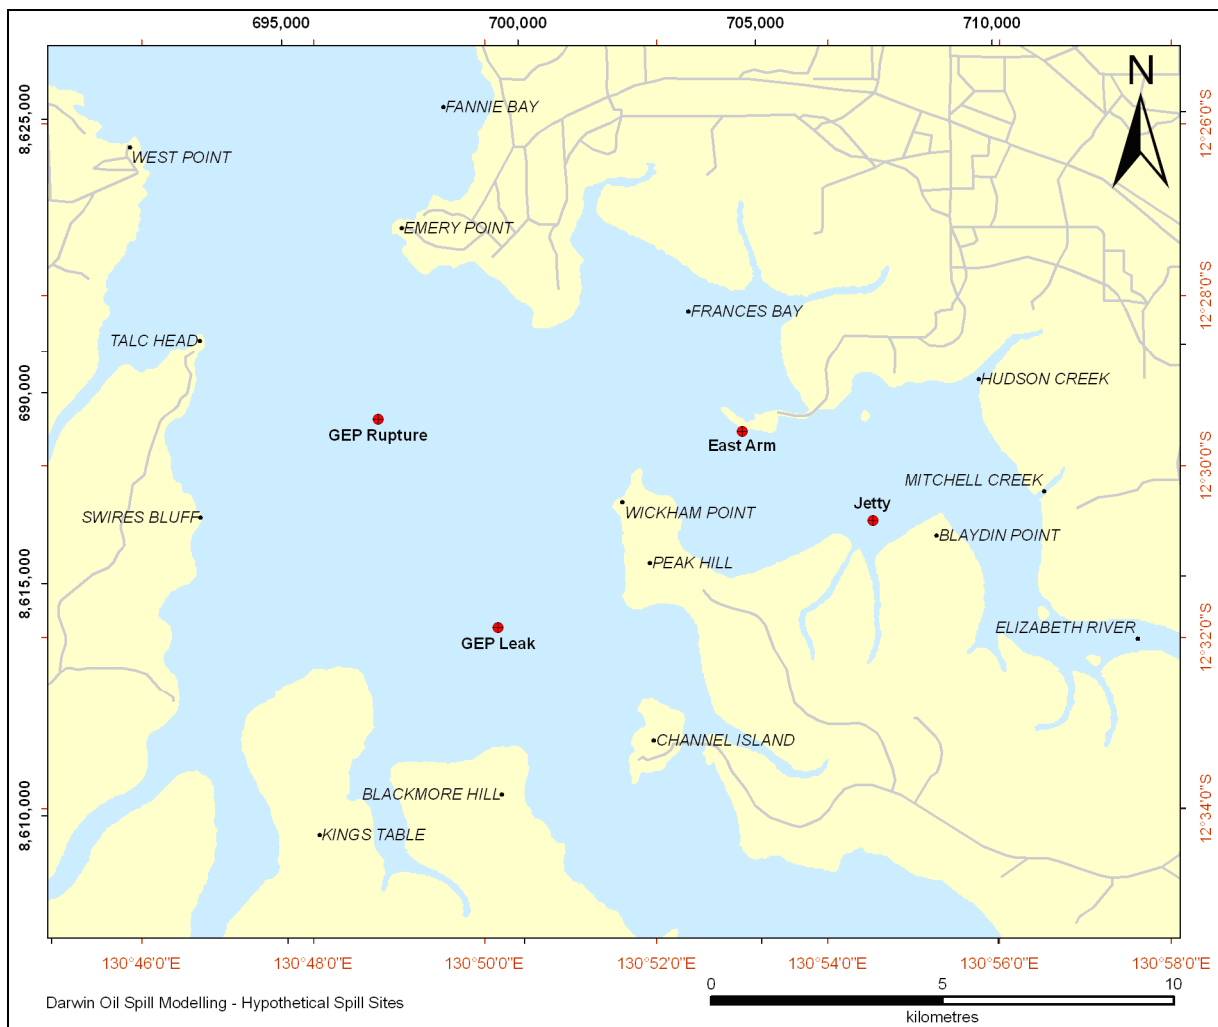 695,000 700,000 705,000 710,000
N
8,625,000
12°26'0"S
FANNIE BAY
WEST POINT
EMERY POINT
12°28'0"S
FRANCES BAY
TALC HEAD
HUDSON CREEK
690,000
GEP Rupture
East Arm
12°30'0"S
MITCHELL CREEK
Jetty
WICKHAM POINT
SWIRES BLUFF
BLAYDIN POINT
PEAK HILL
8,615,000
ELIZABETH RIVER
12°32'0"S
GEP Leak
CHANNEL ISLAND
BLACKMORE HILL
12°34'0"S
8,610,000
KINGS TABLE
130°46'0"E 130°48'0"E 130°50'0"E 130°52'0"E 130°54'0"E 130°56'0"E 130°58'0"E
0 5 10
Darwin Oil Spill Modelling - Hypothetical Spill Sites
kilometres